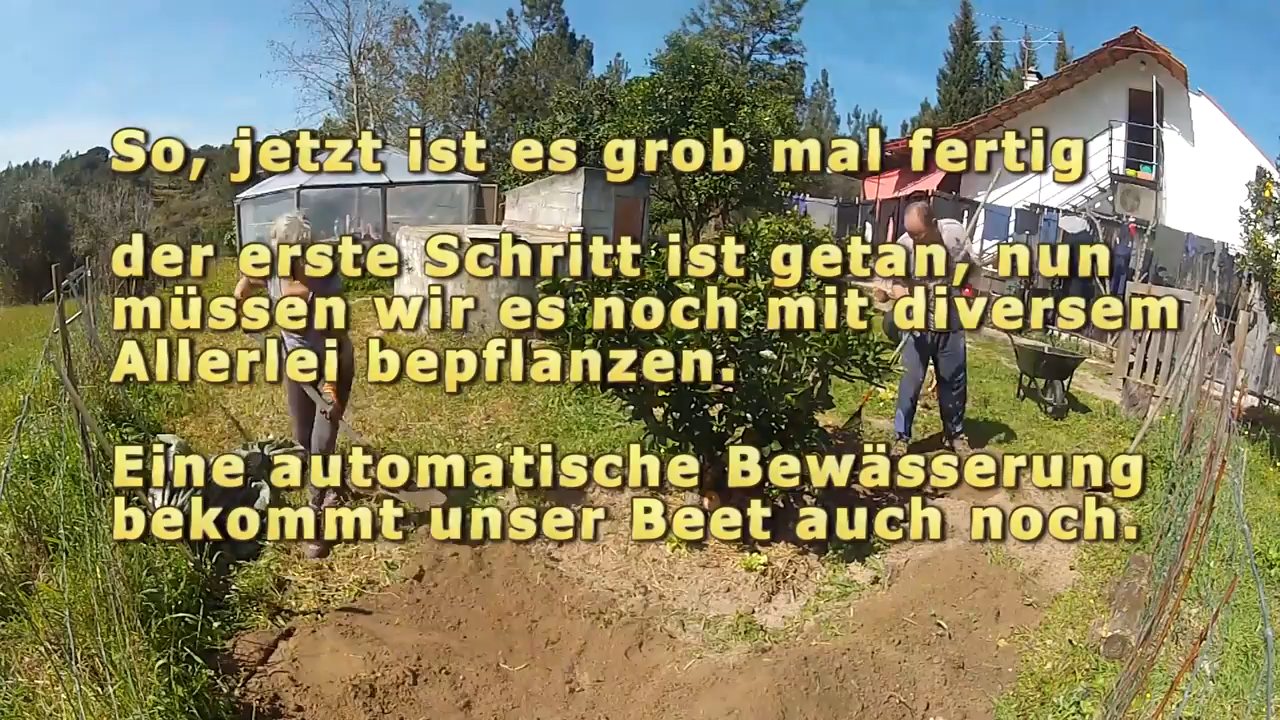 So, jetzt ist es grob mal fertig
der erste Schritt ist getan, nun
müssen wir es noch mit diversem
Allerlei bepflanzen.
Eine automatische Bewässerung
bekommt unser Beet auch noch.